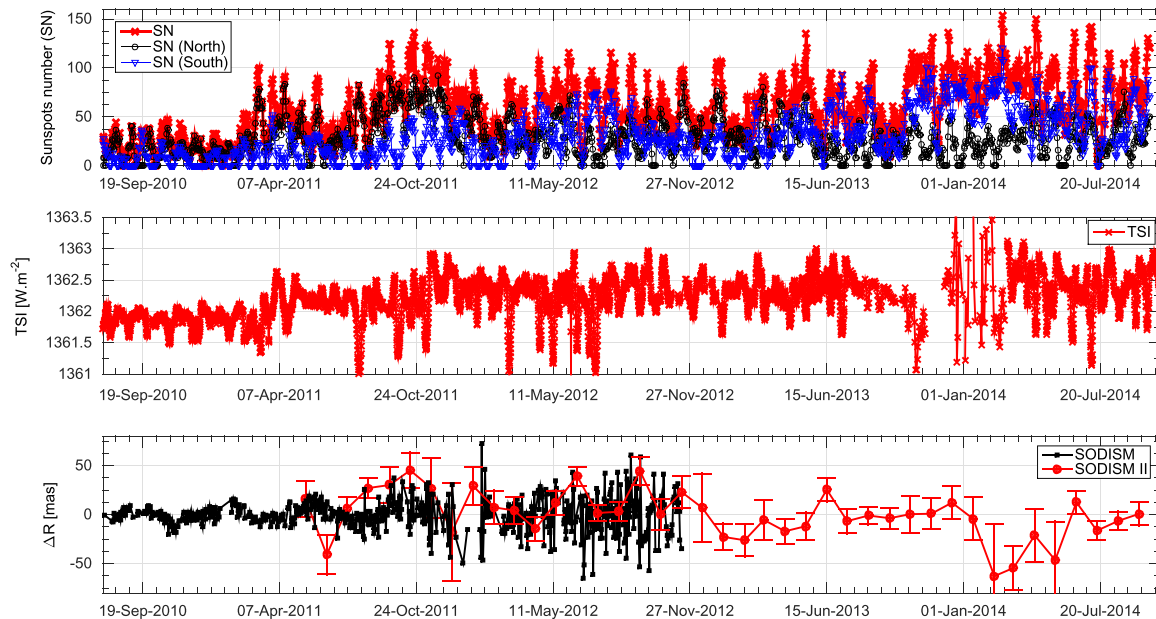 Sunspots number (SN)
150
100
50
0
SN
SN (North)
SN (South)
19-Sep-2010 07-Apr-2011 24-Oct-2011 11-May-2012 27-Nov-2012 15-Jun-2013 01-Jan-2014 20-Jul-2014
TSI [W.m-2]
1363.5
1363
1362.5
1362
1361.5
1361
TSI
19-Sep-2010 07-Apr-2011 24-Oct-2011 11-May-2012 27-Nov-2012 15-Jun-2013 01-Jan-2014 20-Jul-2014
ΔR [mas]
50
0
-50
SODISM
SODISM II
19-Sep-2010 07-Apr-2011 24-Oct-2011 11-May-2012 27-Nov-2012 15-Jun-2013 01-Jan-2014 20-Jul-2014